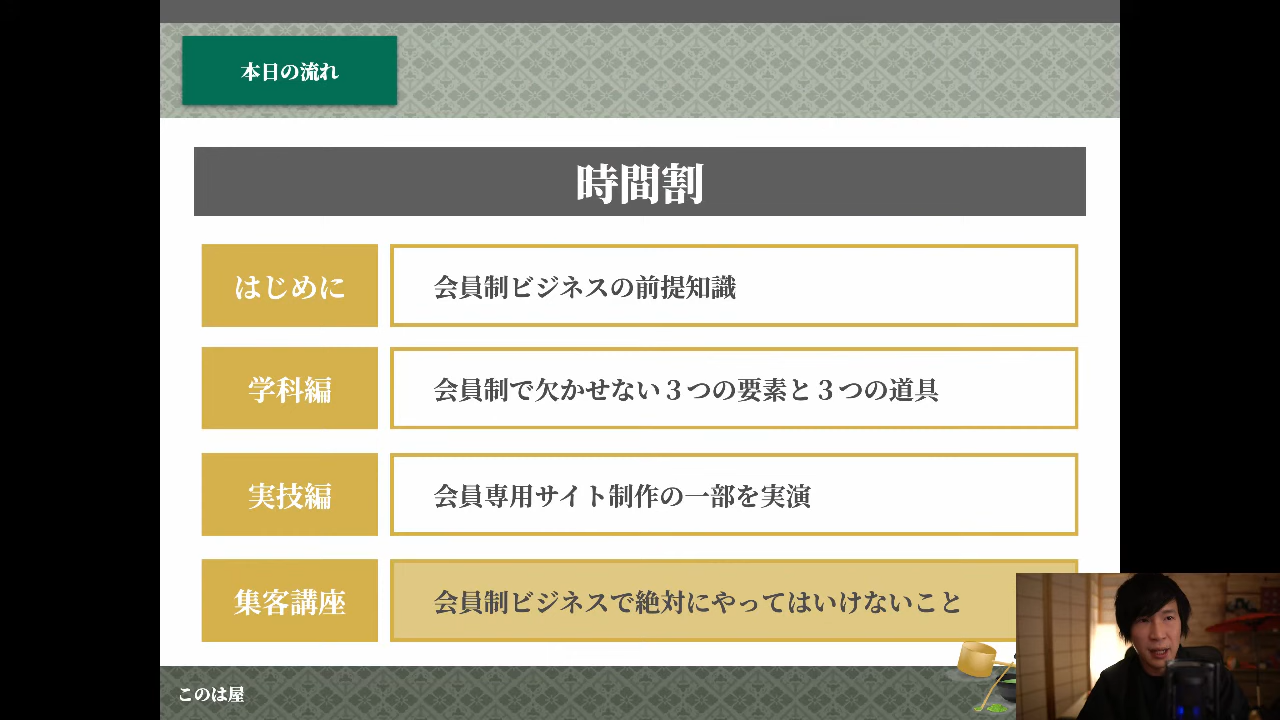 本日の流れ
時間割
はじめに
会員制ビジネスの前提知識
学科編
会員制で欠かせない３つの要素と３つの道具
実技編
会員専用サイト制作の一部を実演
集客講座
会員制ビジネスで絶対にやってはいけないこと
このは屋